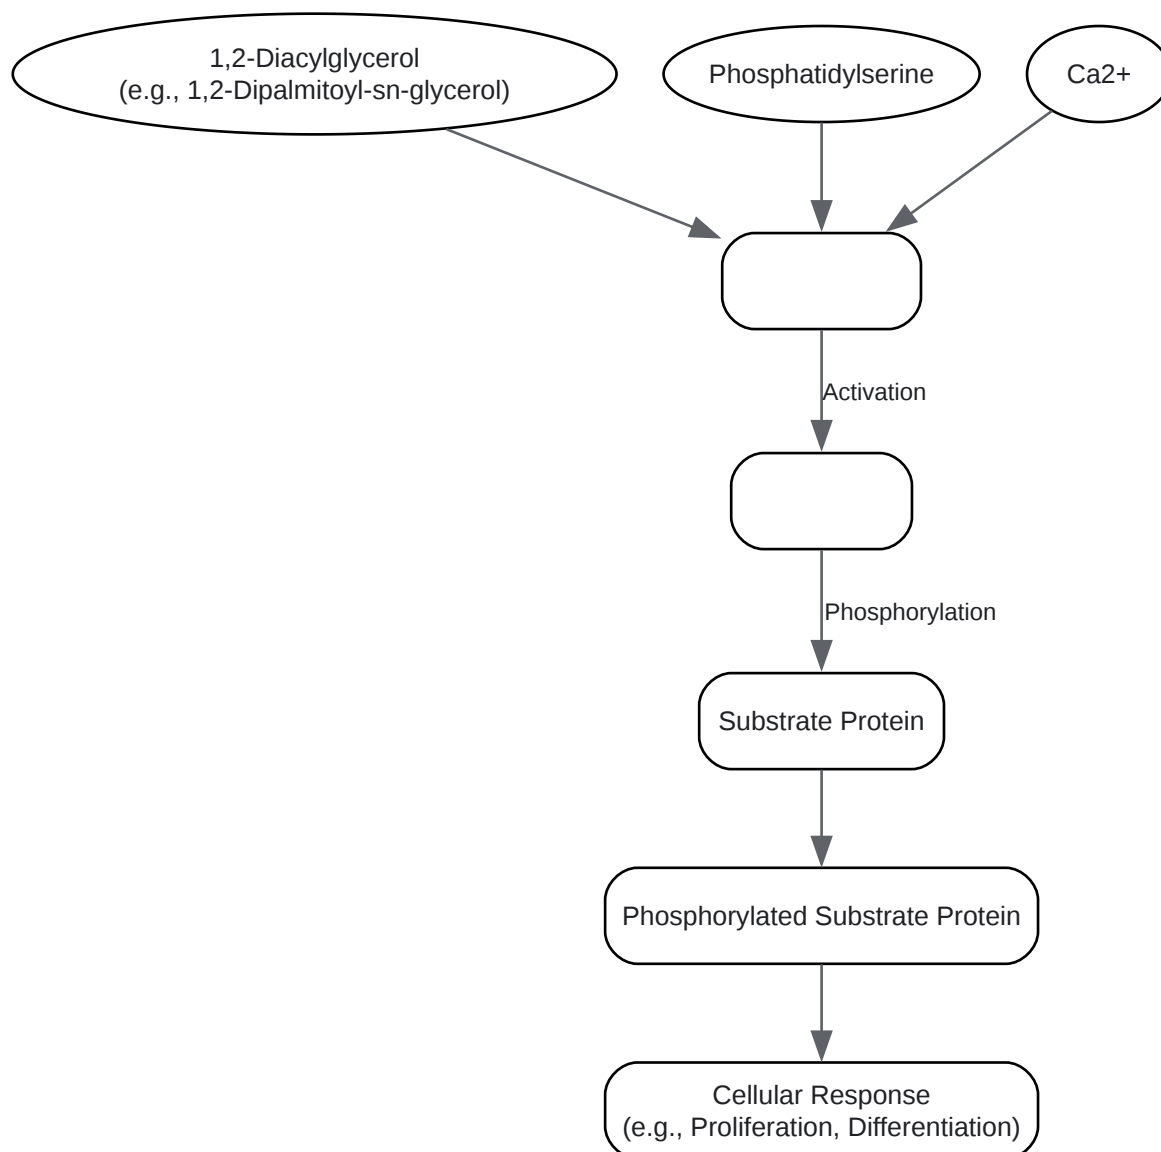 1,2-Diacylglycerol
(e.g., 1,2-Dipalmitoyl-sn-glycerol)
Phosphatidylserine
Ca2+
Activation
Phosphorylation
Substrate Protein
Phosphorylated Substrate Protein
Cellular Response
(e.g., Proliferation, Differentiation)